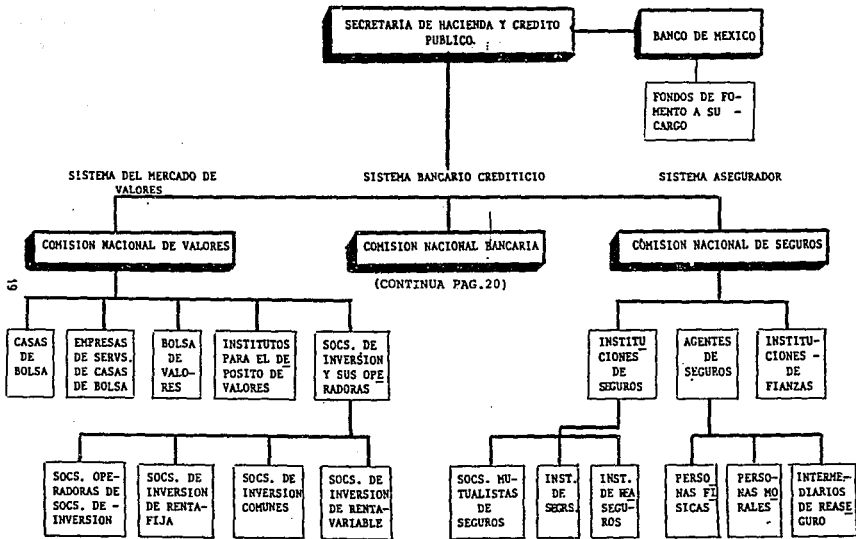 SECRETARIA DE HACIENDA Y CREDITO
PUBLICO.
BANCO DE MEXICO
FONDOS DE FO-
MENTO A SU -
CARGO
SISTEMA DEL MERCADO DE
VALORES
SISTEMA BANCARIO CREDITICIO
SISTEMA ASEGURADOR
COMISION NACIONAL DE VALORES
COMISION NACIONAL BANCARIA
COMISION NACIONAL DE SEGUROS
(CONTINUA PAG.20)
19
CASAS
DE
BOLSA
EMPRESAS
DE SERVS.
DE CASAS
DE BOLSA
BOLSA
DE
VALO-
RES
INSTITUTOS
PARA EL DE
POSITO DE
VALORES
SOCS. DE
INVERSION
Y SUS OPE
RADORAS
INSTITU
CIONES
DE
SEGUROS
AGENTES
DE
SEGUROS
INSTITU-
CIONES -
DE
FIANZAS
SOCS. OPE-
RADORAS DE
SOCS. DE -
INVERSION
SOCS. DE
INVERSION
DE RENTA-
FIJA
SOCS. DE
INVERSION
COMUNES
SOCS. DE
INVERSION
DE RENTA-
VARIABLE
SOCS. MU-
TUALISTAS
DE
SEGUROS
INST.
DE
SEGRS.
INST.
DE REA
SEGU-
ROS
PERSO
NAS FI
SICAS
PERSO-
NAS MO
RALES
INTERME-
DIARIOS
DE REASE
GURO